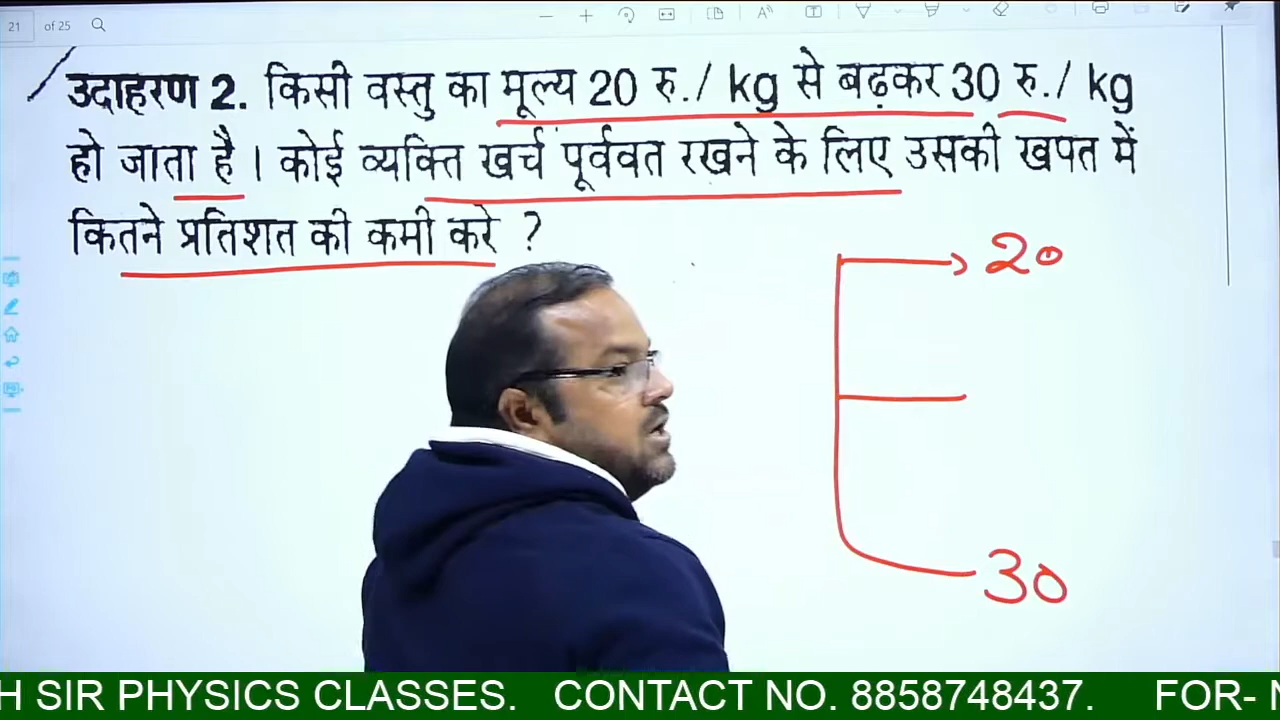 21 of 25
उदाहरण 2. किसी वस्तु का मूल्य 20 रु./ kg से बढ़कर 30 रु./ kg
हो जाता है। कोई व्यक्ति खर्च पूर्ववत रखने के लिए उसकी खपत में
कितने प्रतिशत की कमी करे ?
20
30
H SIR PHYSICS CLASSES. CONTACT NO. 8858748437. FOR- N